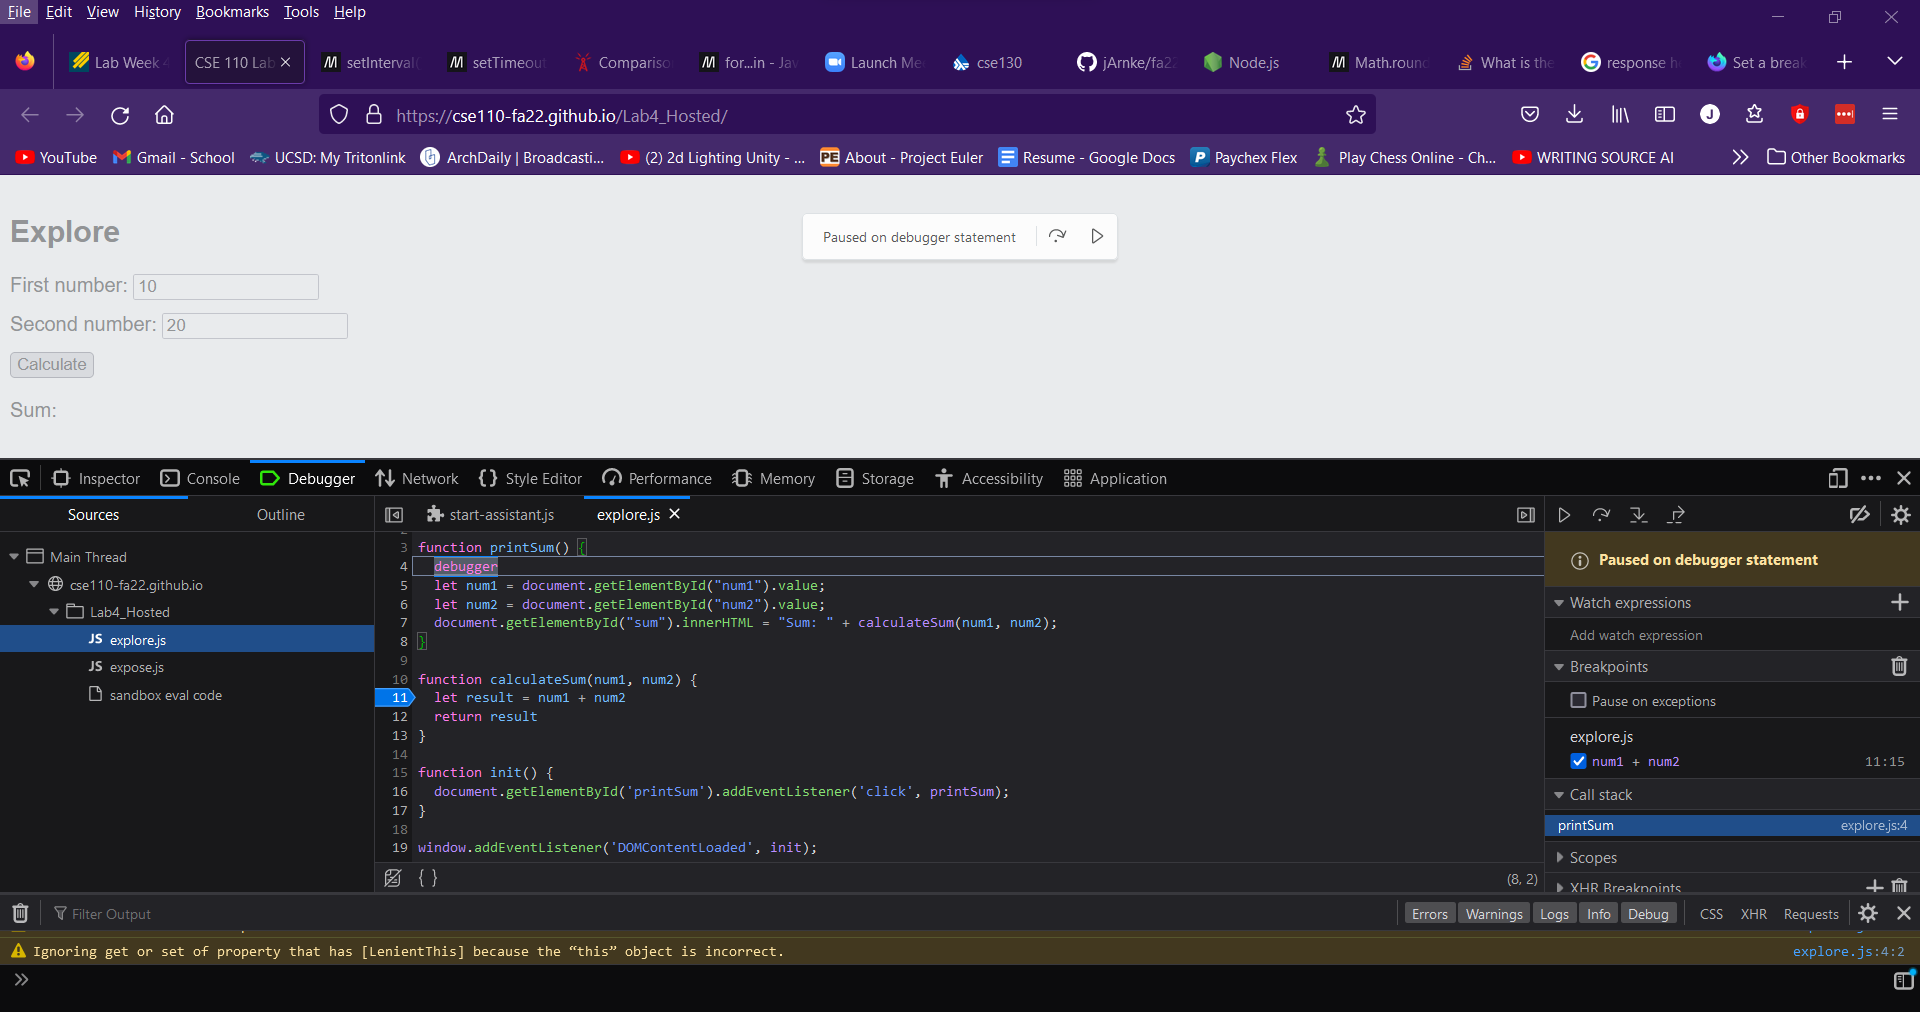 File Edit View History Bookmarks Tools Help
Lab Week 4 CSE 110 Lab setInterval( setTimeout Comparison for...in - Jav Launch Mee cse130 jArnke/fa22 Node.js Math.round What is the response he Set a break
https://cse110-fa22.github.io/Lab4_Hosted/
YouTube Gmail - School UCSD: My Tritonlink ArchDaily | Broadcasti... (2) 2d Lighting Unity - ... About - Project Euler Resume - Google Docs Paychex Flex Play Chess Online - Ch... WRITING SOURCE AI Other Bookmarks
Explore
Paused on debugger statement
First number: 10
Second number: 20
Calculate
Sum:
Inspector Console Debugger Network Style Editor Performance Memory Storage Accessibility Application
Sources Outline
start-assistant.js explore.js
Main Thread
cse110-fa22.github.io
Lab4_Hosted
JS explore.js
JS expose.js
sandbox eval code
3 function printSum() {
4 debugger
5 let num1 = document.getElementById("num1").value;
6 let num2 = document.getElementById("num2").value;
7 document.getElementById("sum").innerHTML = "Sum: " + calculateSum(num1, num2);
8 }
9
10 function calculateSum(num1, num2) {
11 let result = num1 + num2
12 return result
13 }
14
15 function init() {
16 document.getElementById('printSum').addEventListener('click', printSum);
17 }
18
19 window.addEventListener('DOMContentLoaded', init);
(8, 2)
Paused on debugger statement
Watch expressions
Add watch expression
Breakpoints
Pause on exceptions
explore.js
num1 + num2 11:15
Call stack
printSum explore.js:4
Scopes
XHR Breakpoints
Filter Output
Errors Warnings Logs Info Debug CSS XHR Requests
Ignoring get or set of property that has [LenientThis] because the “this” object is incorrect. explore.js:4:2